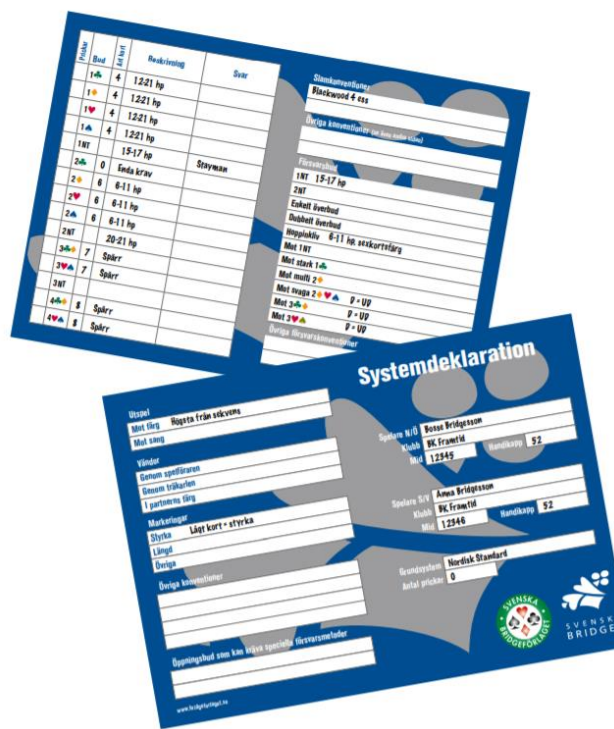 Prickar Bud Ant kort Beskrivning Svar
1♣ 4 12-21 hp
1♦ 4 12-21 hp
1♥ 4 12-21 hp
1♠ 4 12-21 hp
1NT 15-17 hp Stayman
2♣ 0 Enda krav
2♦ 6 6-11 hp
2♥ 6 6-11 hp
2♠ 6 6-11 hp
2NT 20-21 hp
3♣♦ 7 Spärr
3♥♠ 7 Spärr
3NT
4♣♦ 8 Spärr
4♥♠ 8 Spärr
Slamkonventioner
Blackwood 4 ess
Övriga konventioner
Försvarsbud
1NT 15-17 hp
2NT
Enkelt överbud
Dubbelt överbud
Hoppinkliv 6-11 hp, sexkortsfärg
Mot 1NT
Mot stark 1♣
Mot multi 2♦
Mot svaga 2♦♥♠ D = UD
Mot 3♣♦ D = UD
Mot 3♥♠ D = UD
Övriga försvarskonventioner
Systemdeklaration
Utspel
Mot färg Högsta från sekvens
Mot sang
Vändor
Genom spelföraren
Genom träkarlen
I partnerns färg
Markeringar
Styrka Lågt kort = styrka
Längd
Övriga
Övriga konventioner
Öppningsbud som kan kräva speciella försvarsmetoder
Spelare N/Ö Bosse Bridgesson
Klubb BK Framtid
Mid 12345 Handikapp 52
Spelare S/V Anna Bridgesson
Klubb BK Framtid
Mid 12346 Handikapp 52
Grundsystem Nordisk Standard
Antal prickar 0
SVENSKA
BRIDGEFÖRLAGET
SVENSK
BRIDGE